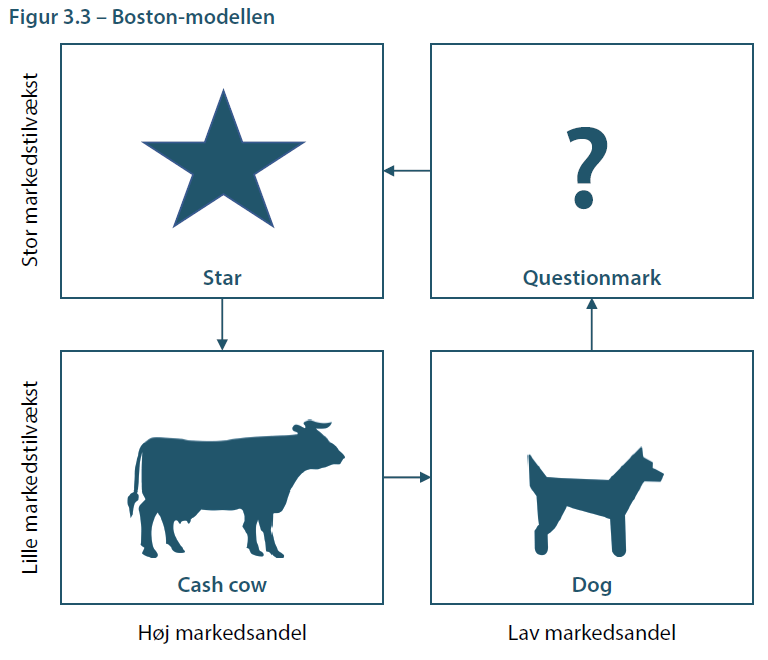 Figur 3.3 – Boston-modellen
Stor markedstilvækst
?
Star
Questionmark
Lille markedstilvækst
Cash cow
Dog
Høj markedsandel
Lav markedsandel